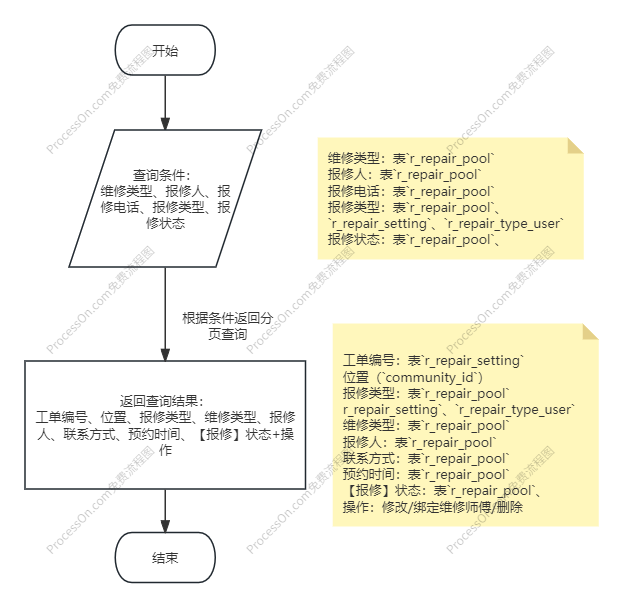 开始
查询条件：
维修类型、报修人、报
修电话、报修类型、报
修状态
维修类型：表`r_repair_pool`
报修人：表`r_repair_pool`
报修电话：表`r_repair_pool`
报修类型：表`r_repair_pool`、
`r_repair_setting`、`r_repair_type_user`
报修状态：表`r_repair_pool`、
根据条件返回分
页查询
返回查询结果：
工单编号、位置、报修类型、维修类型、报修
人、联系方式、预约时间、【报修】状态+操
作
工单编号：表`r_repair_setting`
位置（`community_id`）
报修类型：表`r_repair_pool`
r_repair_setting`、`r_repair_type_user`
维修类型：表`r_repair_pool`
报修人：表`r_repair_pool`
联系方式：表`r_repair_pool`
预约时间：表`r_repair_pool`
【报修】状态：表`r_repair_pool`、
操作：修改/绑定维修师傅/删除
结束
ProcessOn.com免费流程图
ProcessOn.com免费流程图
ProcessOn.com免费流程图
ProcessOn.com免费流程图
ProcessOn.com免费流程图
ProcessOn.com免费流程图
ProcessOn.com免费流程图
ProcessOn.com免费流程图
ProcessOn.com免费流程图